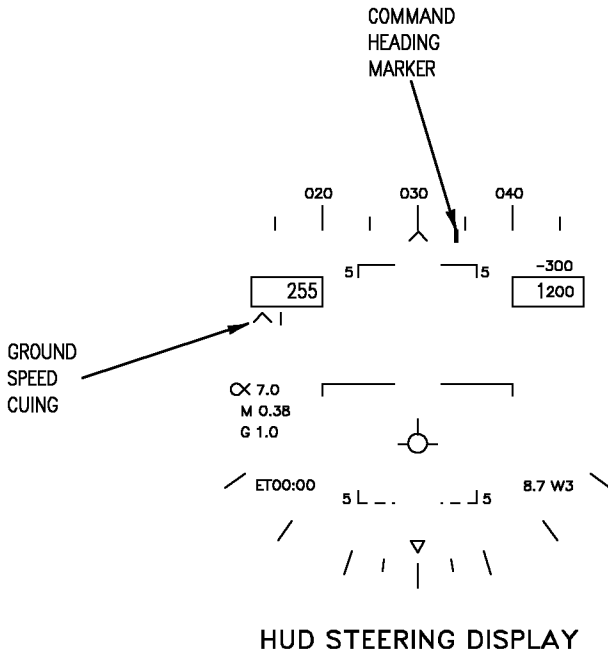 COMMAND
HEADING
MARKER
020 030 040
5 5 -300
255 1200
GROUND
SPEED
CUING
α 7.0
M 0.38
G 1.0
ET00:00 8.7 W3
5 5
HUD STEERING DISPLAY